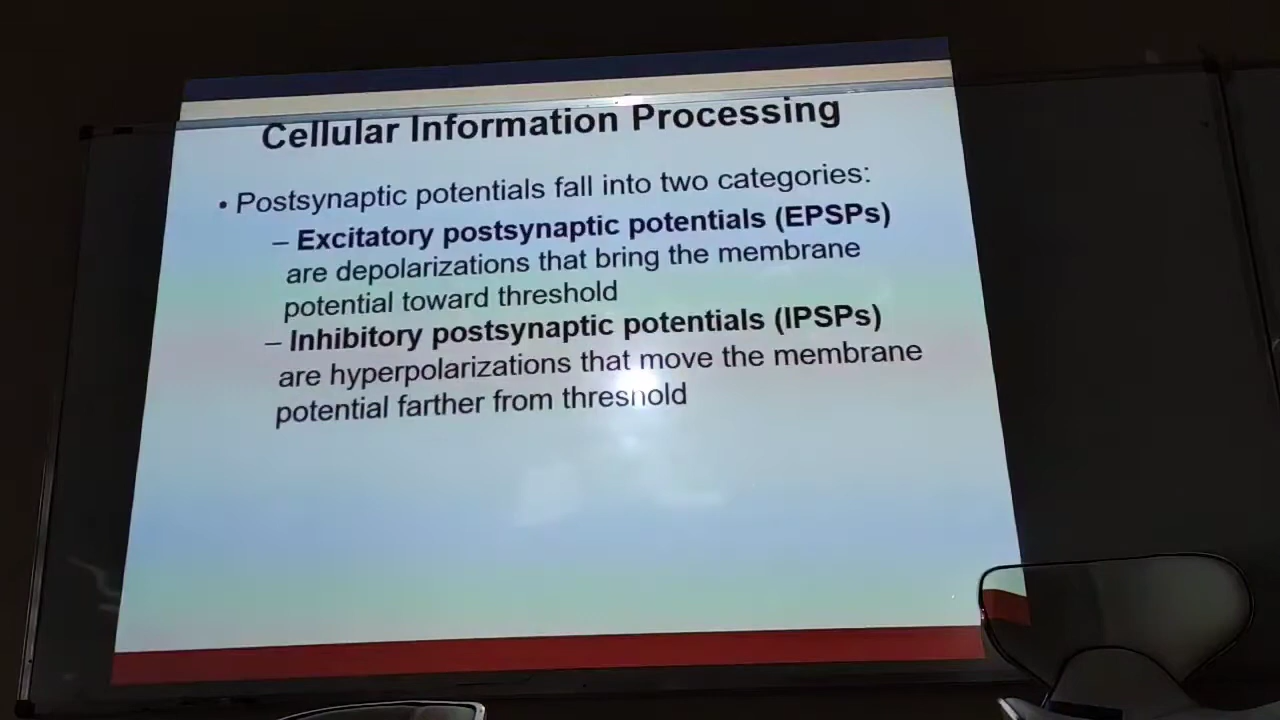 Cellular Information Processing
• Postsynaptic potentials fall into two categories:
– Excitatory postsynaptic potentials (EPSPs)
are depolarizations that bring the membrane
potential toward threshold
– Inhibitory postsynaptic potentials (IPSPs)
are hyperpolarizations that move the membrane
potential farther from threshold